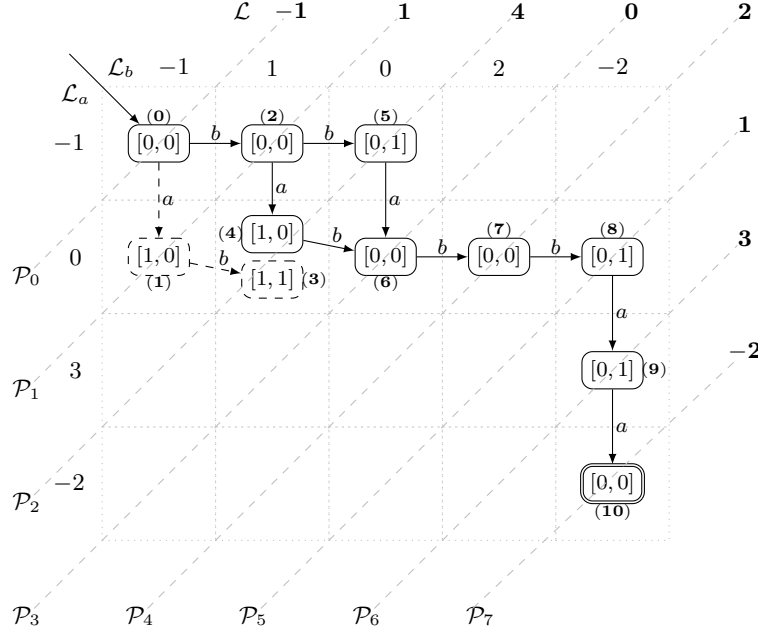 ℒ −1 1 4 0 2
ℒ_b −1 1 0 2 −2
ℒ_a
(0) (2) (5)
−1 [0, 0] b [0, 0] b [0, 1] 1
a a a
(4) [1, 0] b (7) (8)
0 [1, 0] b [0, 0] b [0, 0] b [0, 1] 3
𝒫_0 (1) [1, 1] (3) (6)
a
−2
3 [0, 1] (9)
𝒫_1
a
−2 [0, 0]
𝒫_2 (10)
𝒫_3 𝒫_4 𝒫_5 𝒫_6 𝒫_7